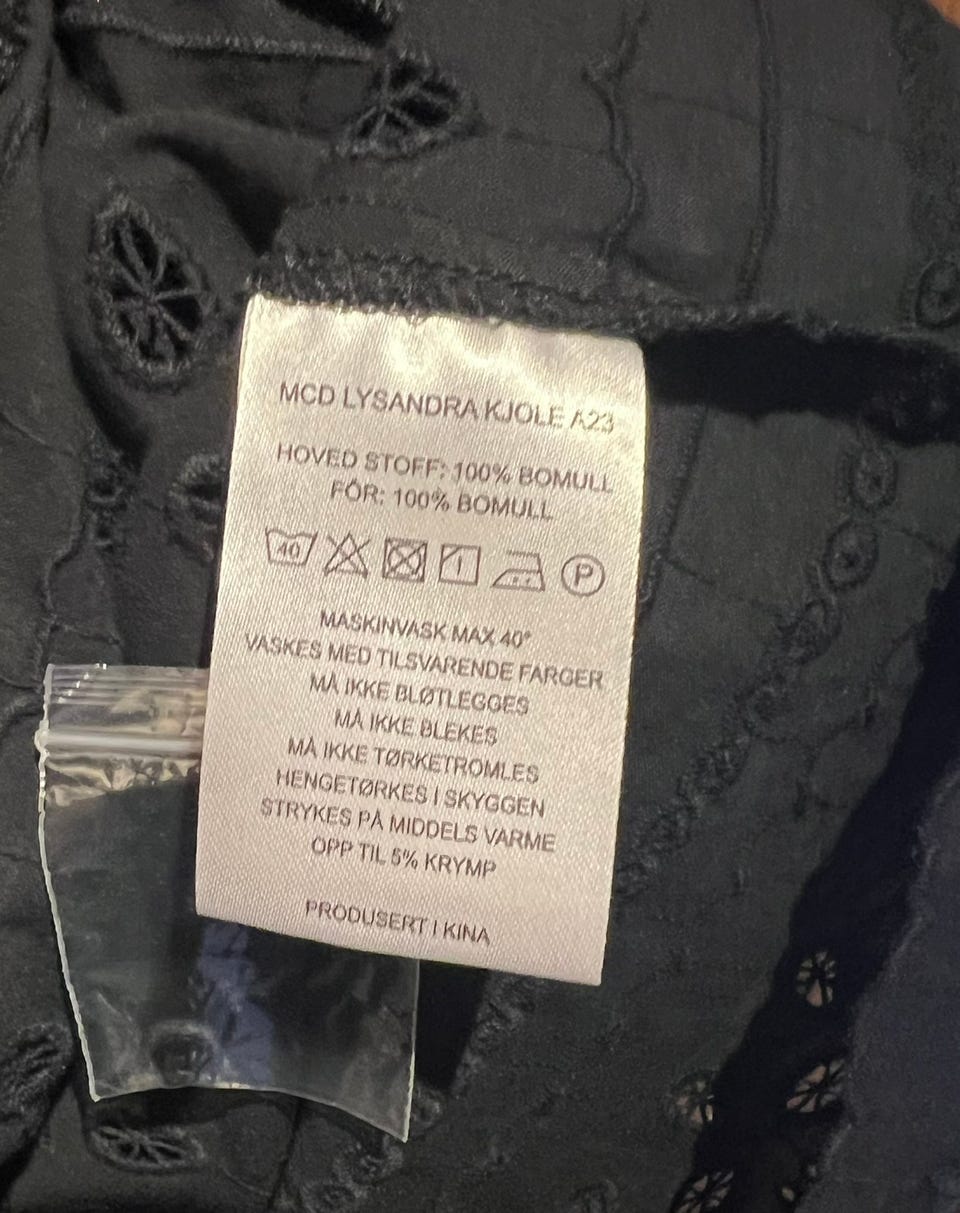 MCD LYSANDRA KJOLE A23
HOVED STOFF: 100% BOMULL
FÓR: 100% BOMULL
40 P
MASKINVASK MAX 40°
VASKES MED TILSVARENDE FARGER
MÅ IKKE BLØTLEGGES
MÅ IKKE BLEKES
MÅ IKKE TØRKETROMLES
HENGETØRKES I SKYGGEN
STRYKES PÅ MIDDELS VARME
OPP TIL 5% KRYMP
PRODUSERT I KINA